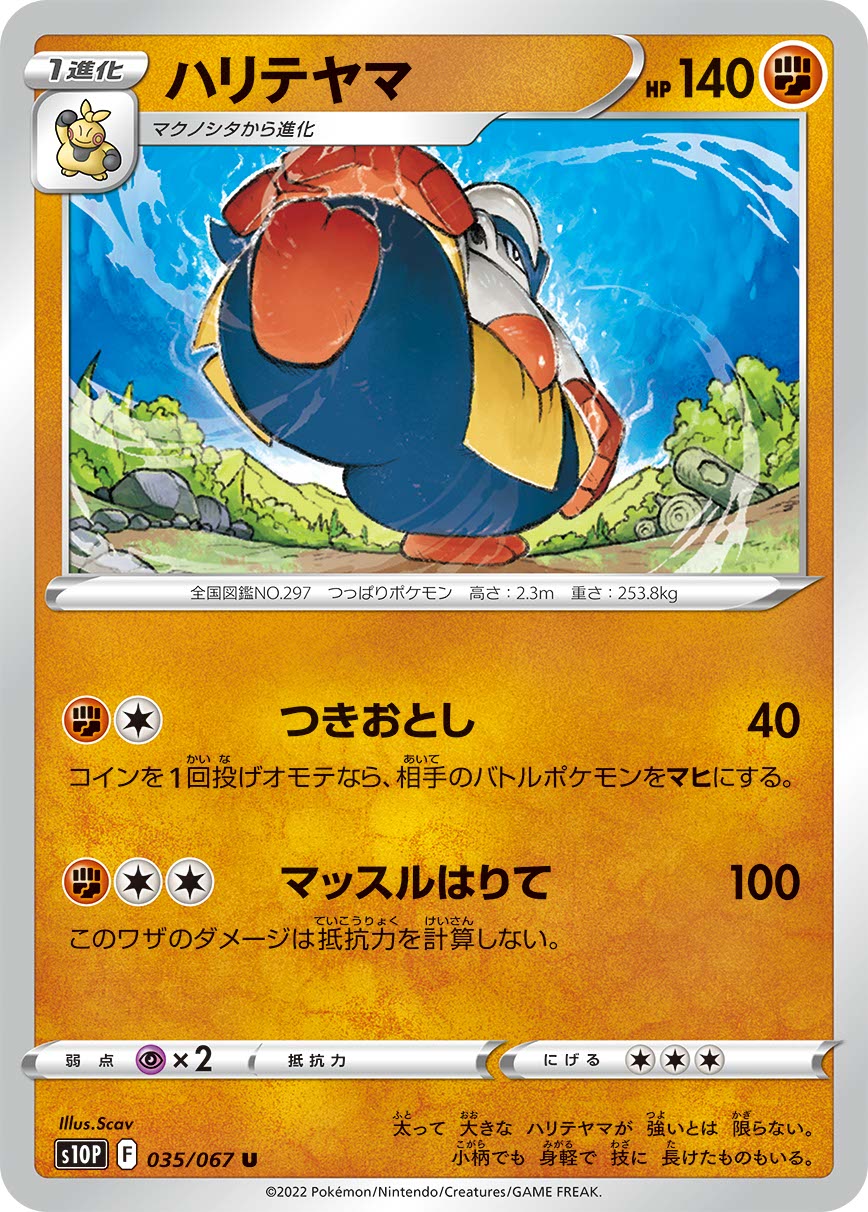 1進化
ハリテヤマ
HP 140
マクノシタから進化
全国図鑑NO.297 つっぱりポケモン 高さ:2.3m 重さ:253.8kg
つきおとし 40
コインを1回投げオモテなら、相手のバトルポケモンをマヒにする。
マッスルはりて 100
このワザのダメージは抵抗力を計算しない。
弱点 ×2 抵抗力 にげる
Illus.Scav
太って 大きな ハリテヤマが 強いとは 限らない。
小柄でも 身軽で 技に 長けたものもいる。
s10P F 035/067 U
©2022 Pokémon/Nintendo/Creatures/GAME FREAK.